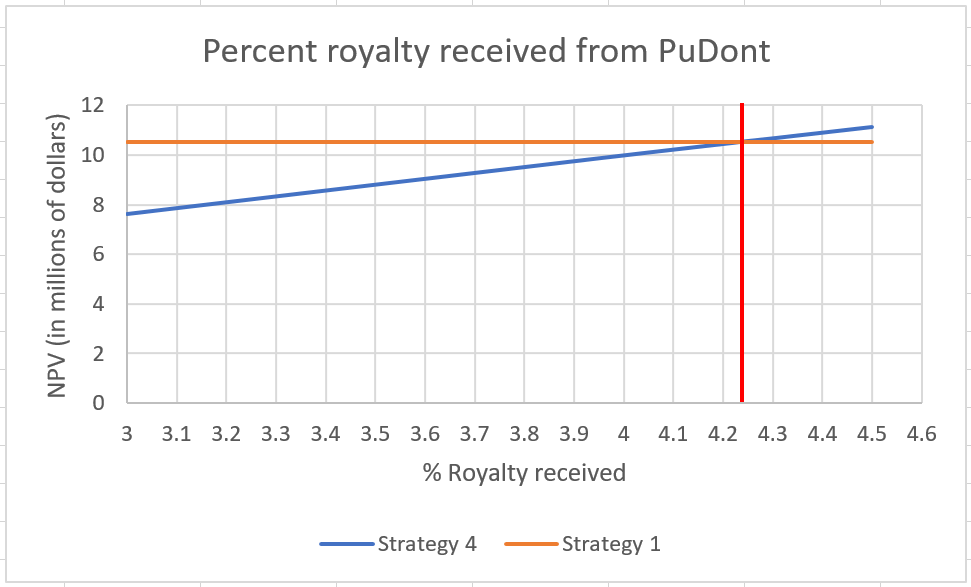 Percent royalty received from PuDont
NPV (in millions of dollars)
12
10
8
6
4
2
0
3 3.1 3.2 3.3 3.4 3.5 3.6 3.7 3.8 3.9 4 4.1 4.2 4.3 4.4 4.5 4.6
% Royalty received
Strategy 4 Strategy 1